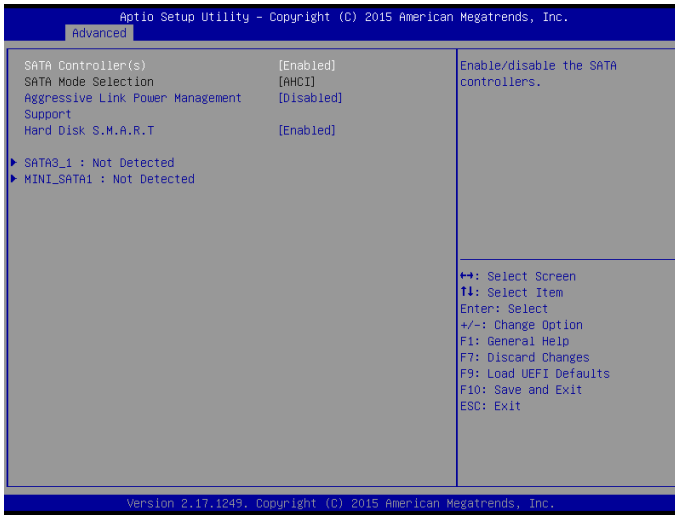 Aptio Setup Utility – Copyright (C) 2015 American Megatrends, Inc.
Advanced
SATA Controller(s) [Enabled]
SATA Mode Selection [AHCI]
Aggressive Link Power Management [Disabled]
Support
Hard Disk S.M.A.R.T [Enabled]
SATA3_1 : Not Detected
MINI_SATA1 : Not Detected
Enable/disable the SATA
controllers.
↔: Select Screen
↑↓: Select Item
Enter: Select
+/-: Change Option
F1: General Help
F7: Discard Changes
F9: Load UEFI Defaults
F10: Save and Exit
ESC: Exit
Version 2.17.1249. Copyright (C) 2015 American Megatrends, Inc.